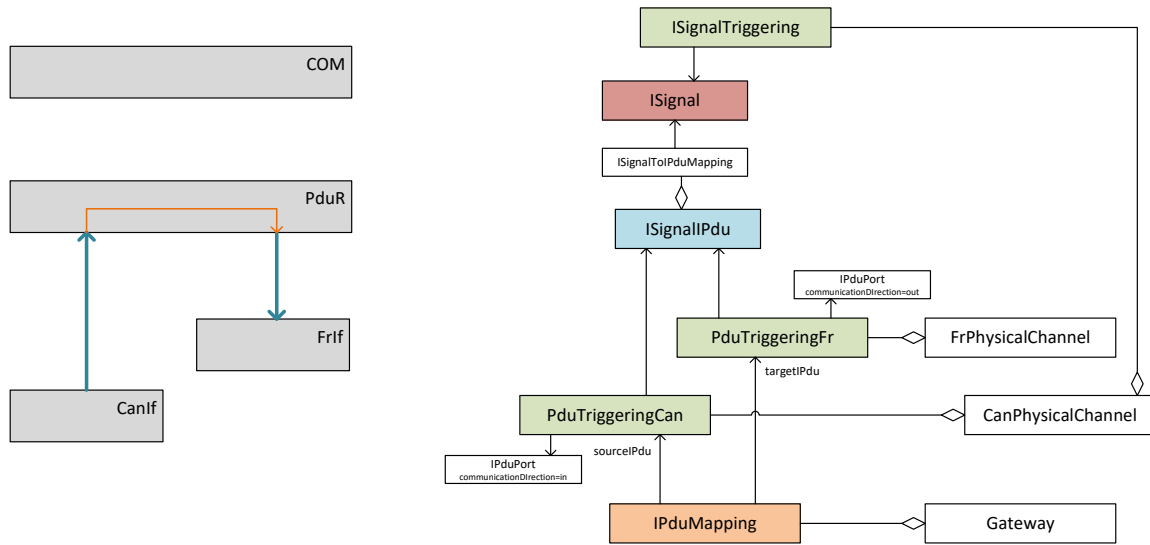 COM
PduR
FrIf
CanIf
ISignalTriggering
ISignal
ISignalToIPduMapping
ISignalIPdu
IPduPort
communicationDIrection=out
PduTriggeringFr
FrPhysicalChannel
targetIPdu
PduTriggeringCan
CanPhysicalChannel
sourceIPdu
IPduPort
communicationDIrection=in
IPduMapping
Gateway